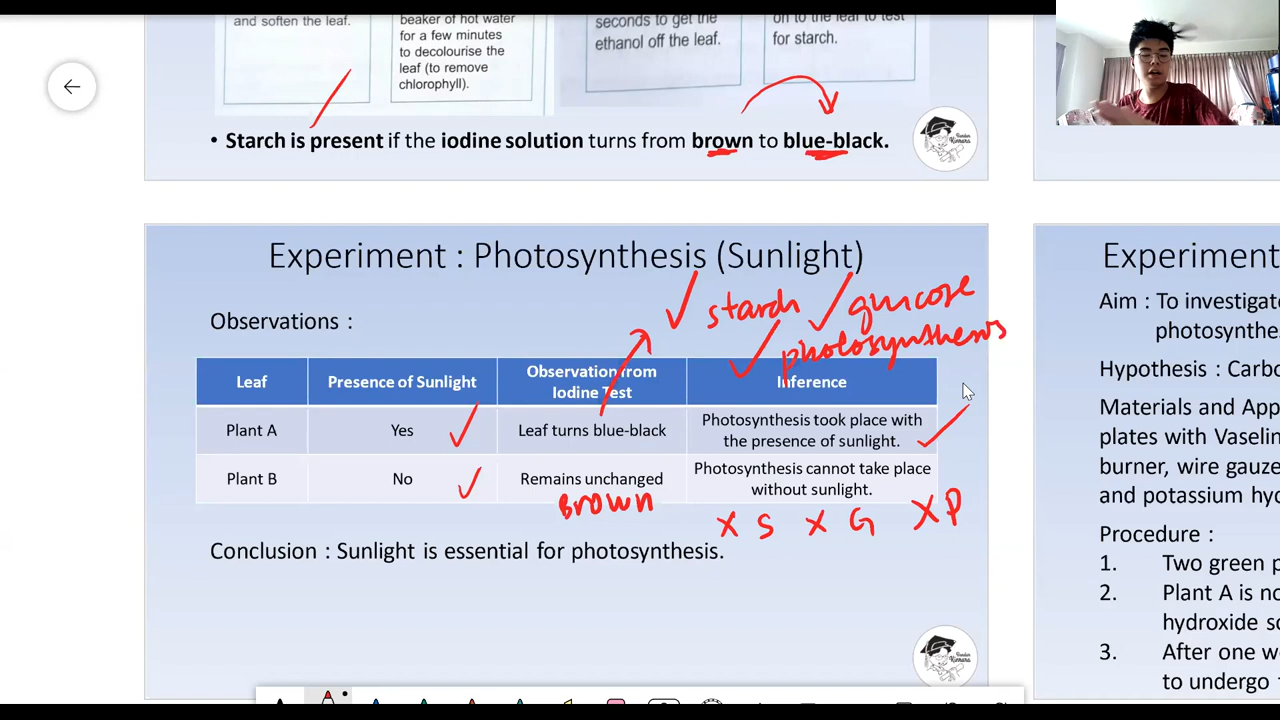 and soften the leaf.
beaker of hot water
for a few minutes
to decolourise the
leaf (to remove
chlorophyll).
seconds to get the
ethanol off the leaf.
on to the leaf to test
for starch.
• Starch is present if the iodine solution turns from brown to blue-black.
Experiment : Photosynthesis (Sunlight)
starch glucose
photosynthesis
Observations :
Leaf
Presence of Sunlight
Observation from
Iodine Test
Inference
Plant A
Yes
Leaf turns blue-black
Photosynthesis took place with
the presence of sunlight.
Plant B
No
Remains unchanged
Brown
Photosynthesis cannot take place
without sunlight.
X S X G X P
Conclusion : Sunlight is essential for photosynthesis.
Experiment
Aim : To investigate
photosynthe
Hypothesis : Carbo
Materials and App
plates with Vaselin
burner, wire gauze
and potassium hyd
Procedure :
1. Two green p
2. Plant A is no
hydroxide so
3. After one we
to undergo